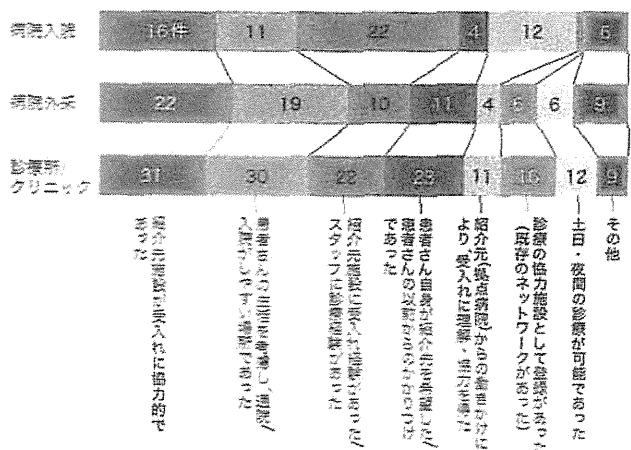 病院入院
16件 11 22 4 12 6
病院外来
22 19 10 11 4 6 6 9
診療所/
クリニック
31 30 22 23 11 16 12 9
紹介元施設が受入れに協力的で
あった
患者さんの生活を考慮し、通院/
入院がしやすい場所であった
紹介元施設に受入れ経験があった/
スタッフに診療経験があった
患者さん自身が紹介元を希望した/
患者さんの以前からのかかりつけ
であった
紹介元(拠点病院)からの働きかけに
より、受入れに理解・協力を得た
診療の協力施設として登録があった
(既存のネットワークがあった)
土日・夜間の診療が可能であった
その他